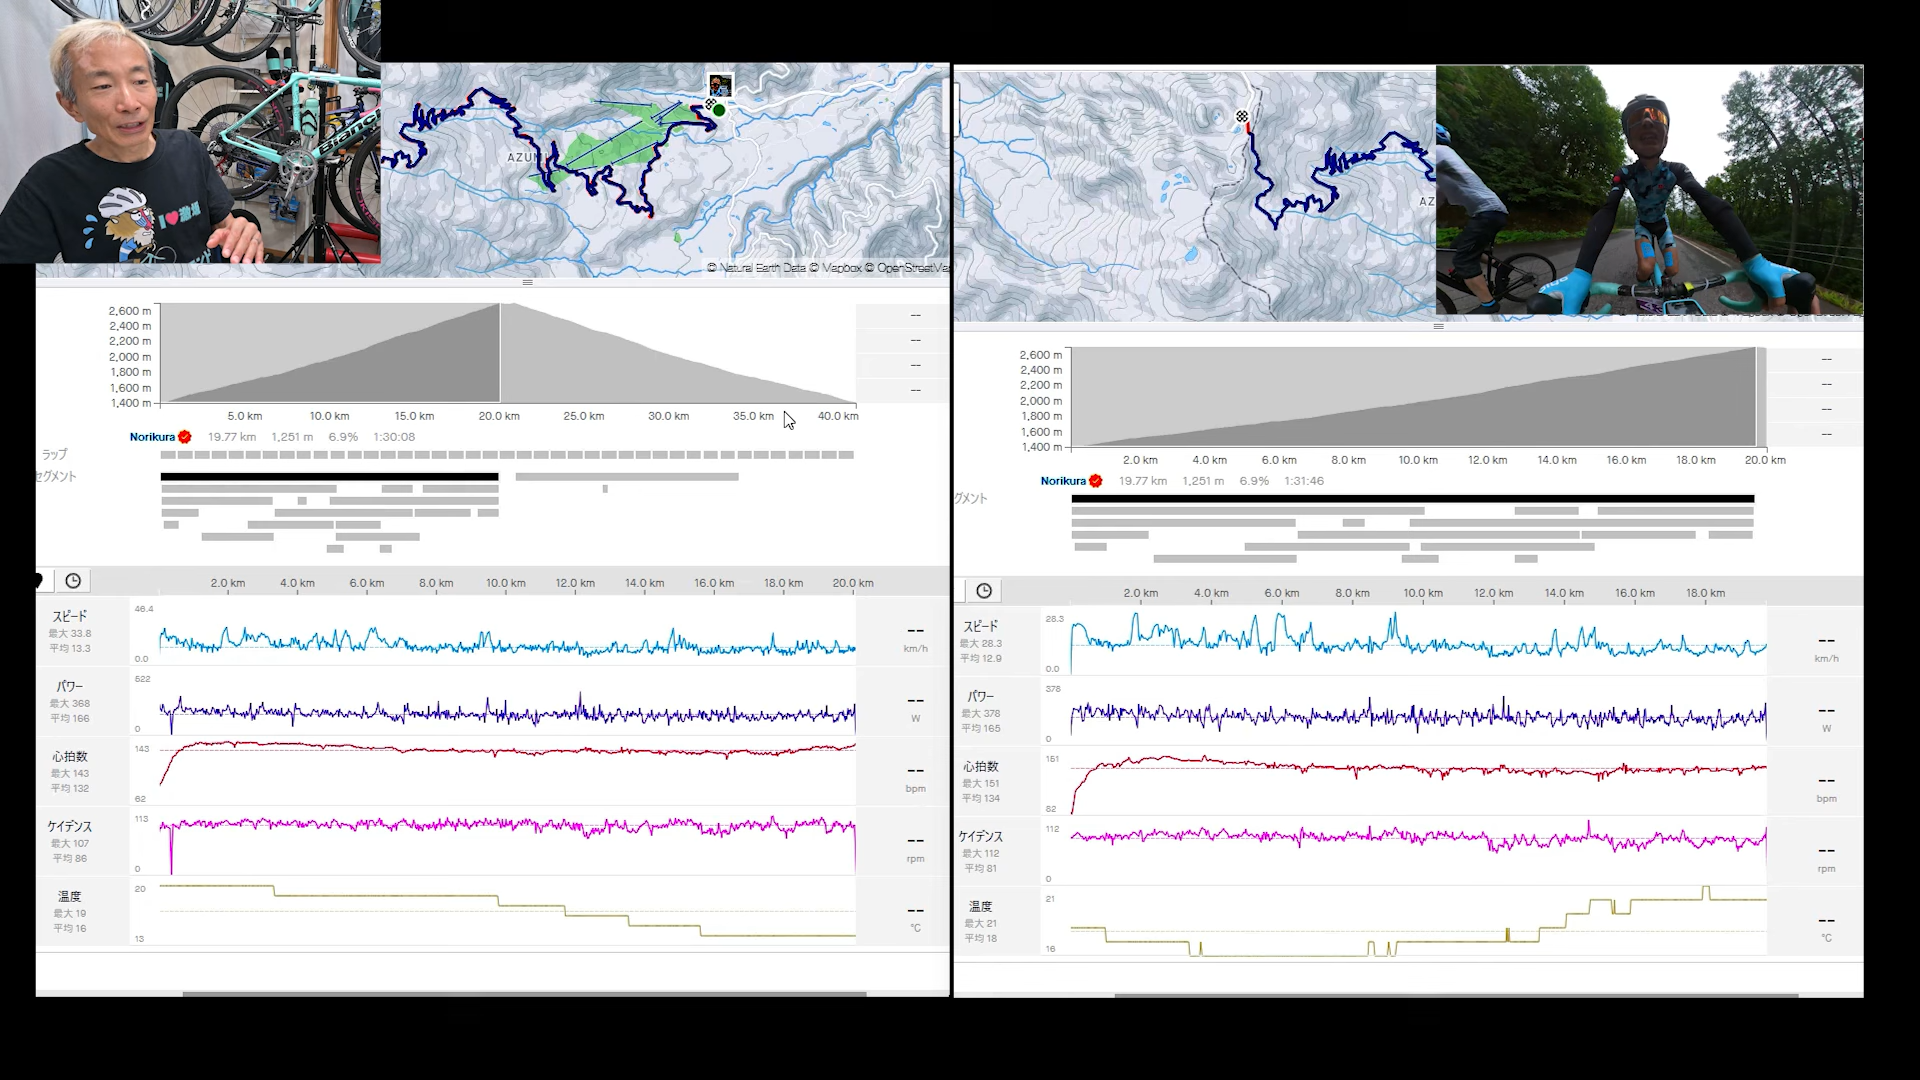 Bianchi
I ❤ 激坂
AZUMI
© Natural Earth Data © Mapbox © OpenStreetMap
2,600 m
2,400 m
2,200 m
2,000 m
1,800 m
1,600 m
1,400 m
5.0 km 10.0 km 15.0 km 20.0 km 25.0 km 30.0 km 35.0 km 40.0 km
Norikura 19.77 km 1,251 m 6.9% 1:30:08
ラップ
セグメント
2.0 km 4.0 km 6.0 km 8.0 km 10.0 km 12.0 km 14.0 km 16.0 km 18.0 km 20.0 km
スピード
最大 33.8
平均 13.3
46.4
0.0
--
km/h
パワー
最大 368
平均 166
522
0
--
W
心拍数
最大 143
平均 132
143
62
--
bpm
ケイデンス
最大 107
平均 86
113
0
--
rpm
温度
最大 19
平均 16
20
13
--
°C
AZ
2,600 m
2,400 m
2,200 m
2,000 m
1,800 m
1,600 m
1,400 m
2.0 km 4.0 km 6.0 km 8.0 km 10.0 km 12.0 km 14.0 km 16.0 km 18.0 km 20.0 km
Norikura 19.77 km 1,251 m 6.9% 1:31:46
グメント
2.0 km 4.0 km 6.0 km 8.0 km 10.0 km 12.0 km 14.0 km 16.0 km 18.0 km
スピード
最大 28.3
平均 12.9
28.3
0.0
--
km/h
パワー
最大 378
平均 165
378
0
--
W
心拍数
最大 151
平均 134
151
82
--
bpm
ケイデンス
最大 112
平均 81
112
0
--
rpm
温度
最大 21
平均 18
21
16
--
°C